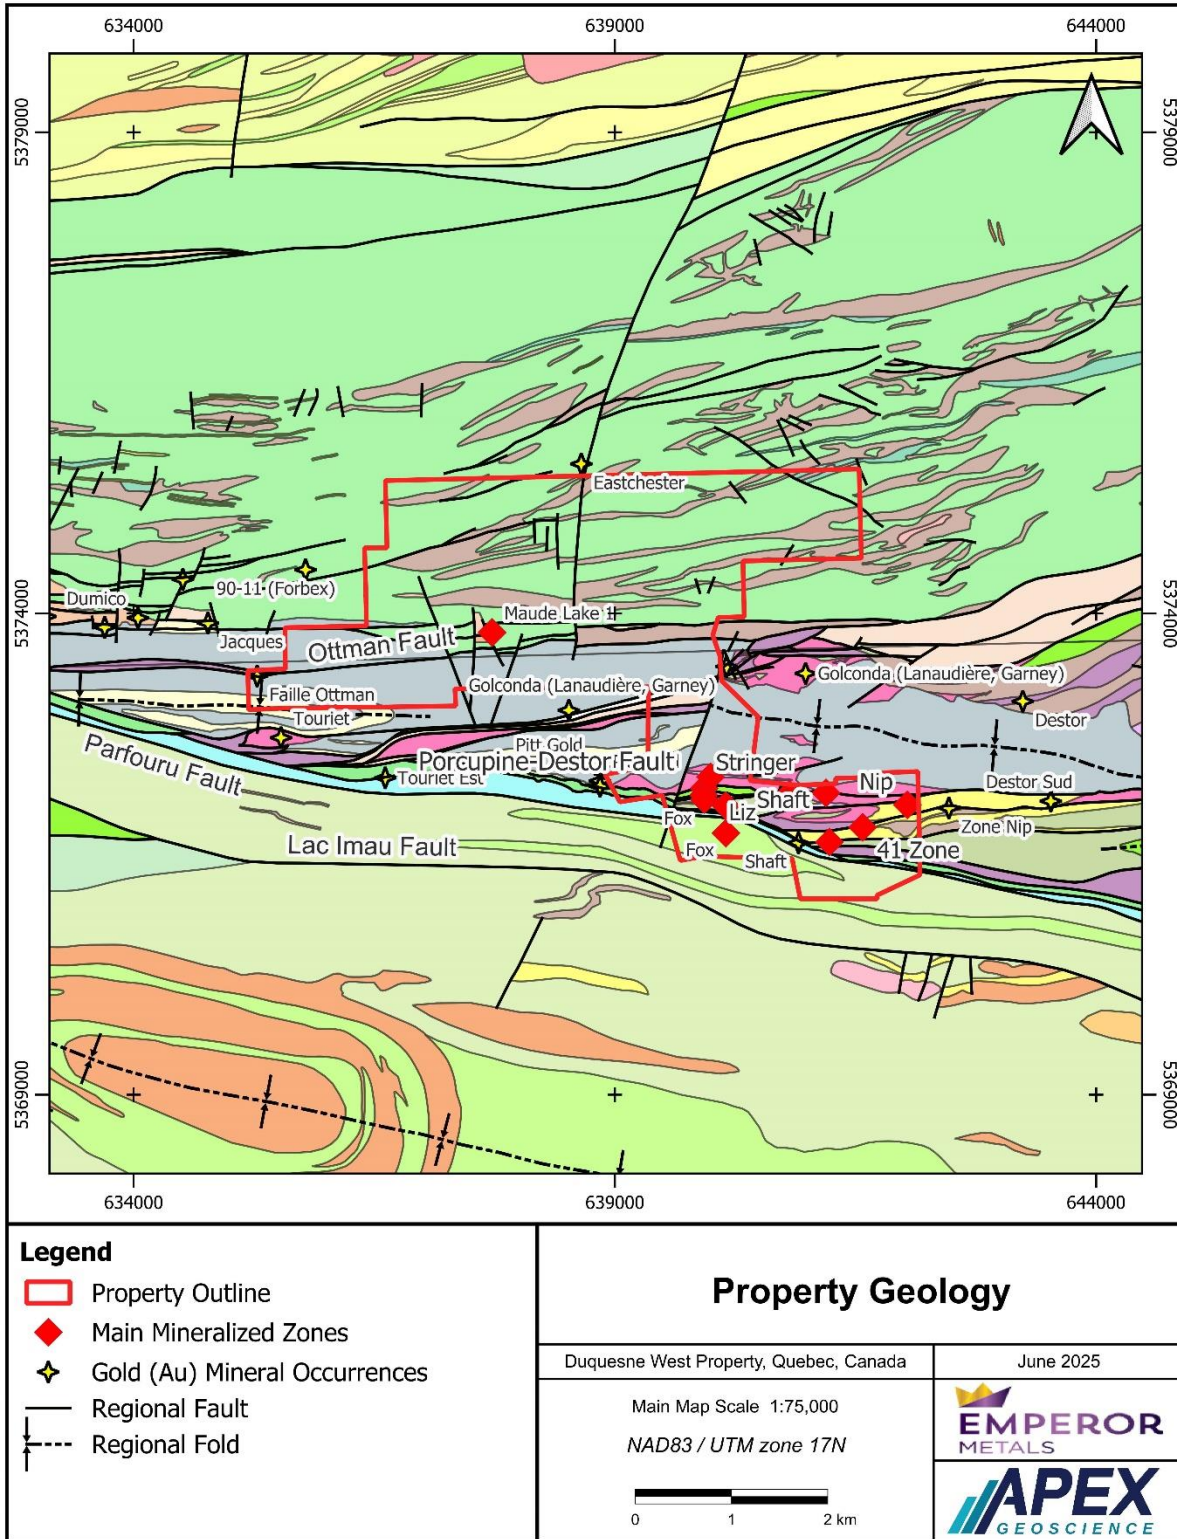 634000
639000
644000
5379000
5379000
Eastchester
90-11 (Forbex)
Dumico
Maude Lake 1
5374000
5374000
Jacques
Ottman Fault
Golconda (Lanaudière, Garney)
Golconda (Lanaudière, Garney)
Faille Ottman
Touriet
Destor
Parfouru Fault
Pitt Gold
Porcupine-Destor Fault
Stringer
Touriet Est
Nip
Destor Sud
Shaft
Liz
Fox
Zone Nip
Lac Imau Fault
Fox
Shaft
41 Zone
5369000
5369000
634000
639000
644000
Legend
Property Outline
Main Mineralized Zones
Gold (Au) Mineral Occurrences
Regional Fault
Regional Fold
Property Geology
Duquesne West Property, Quebec, Canada
June 2025
Main Map Scale 1:75,000
NAD83 / UTM zone 17N
0 1 2 km
EMPEROR
METALS
APEX
GEOSCIENCE